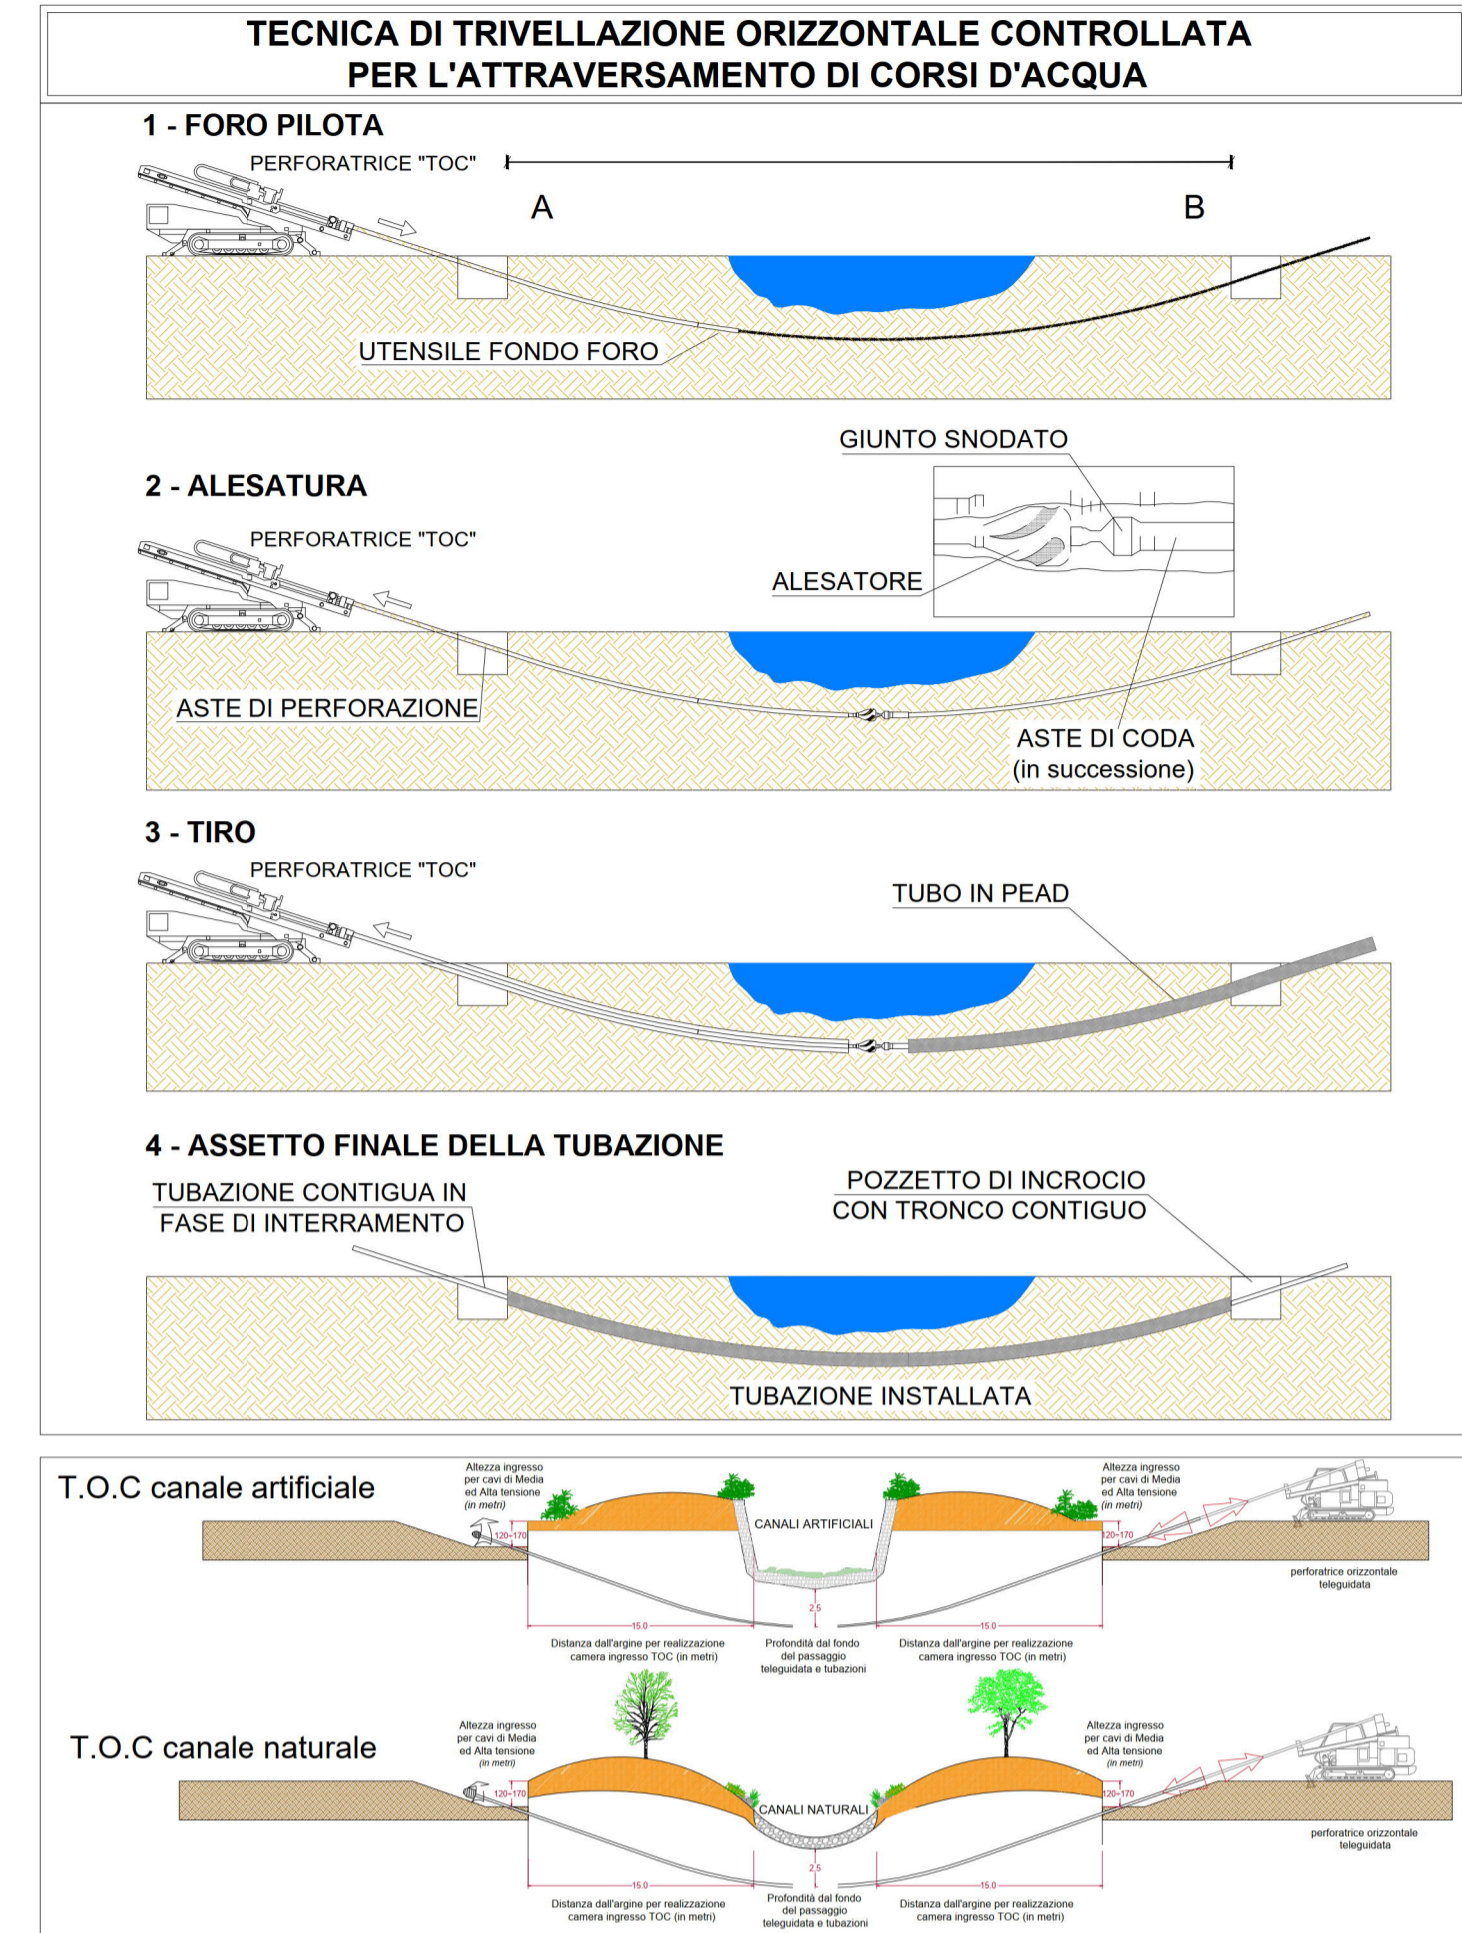 TECNICA DI TRIVELLAZIONE ORIZZONTALE CONTROLLATA
PER L'ATTRAVERSAMENTO DI CORSI D'ACQUA
1 - FORO PILOTA
PERFORATRICE "TOC"
A
B
UTENSILE FONDO FORO
GIUNTO SNODATO
2 - ALESATURA
PERFORATRICE "TOC"
ALESATORE
ASTE DI PERFORAZIONE
ASTE DI CODA
(in successione)
3 - TIRO
PERFORATRICE "TOC"
TUBO IN PEAD
4 - ASSETTO FINALE DELLA TUBAZIONE
TUBAZIONE CONTIGUA IN
FASE DI INTERRAMENTO
POZZETTO DI INCROCIO
CON TRONCO CONTIGUO
TUBAZIONE INSTALLATA
T.O.C canale artificiale
Altezza ingresso
per cavi di Media
ed Alta tensione
(in metri)
120÷170
CANALI ARTIFICIALI
Altezza ingresso
per cavi di Media
ed Alta tensione
(in metri)
120÷170
perforatrice orizzontale
teleguidata
2.5
15.0
15.0
Distanza dall'argine per realizzazione
camera ingresso TOC (in metri)
Profondità dal fondo
del passaggio
teleguidata e tubazioni
Distanza dall'argine per realizzazione
camera ingresso TOC (in metri)
T.O.C canale naturale
Altezza ingresso
per cavi di Media
ed Alta tensione
(in metri)
120÷170
CANALI NATURALI
Altezza ingresso
per cavi di Media
ed Alta tensione
(in metri)
120÷170
perforatrice orizzontale
teleguidata
2.5
15.0
15.0
Distanza dall'argine per realizzazione
camera ingresso TOC (in metri)
Profondità dal fondo
del passaggio
teleguidata e tubazioni
Distanza dall'argine per realizzazione
camera ingresso TOC (in metri)